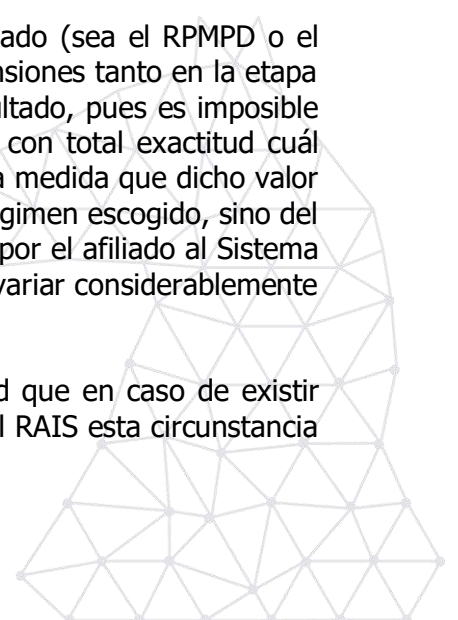 ado (sea el RPMPD o el
nsiones tanto en la etapa
ultado, pues es imposible
con total exactitud cuál
a medida que dicho valor
égimen escogido, sino del
por el afiliado al Sistema
variar considerablemente
d que en caso de existir
l RAIS esta circunstancia